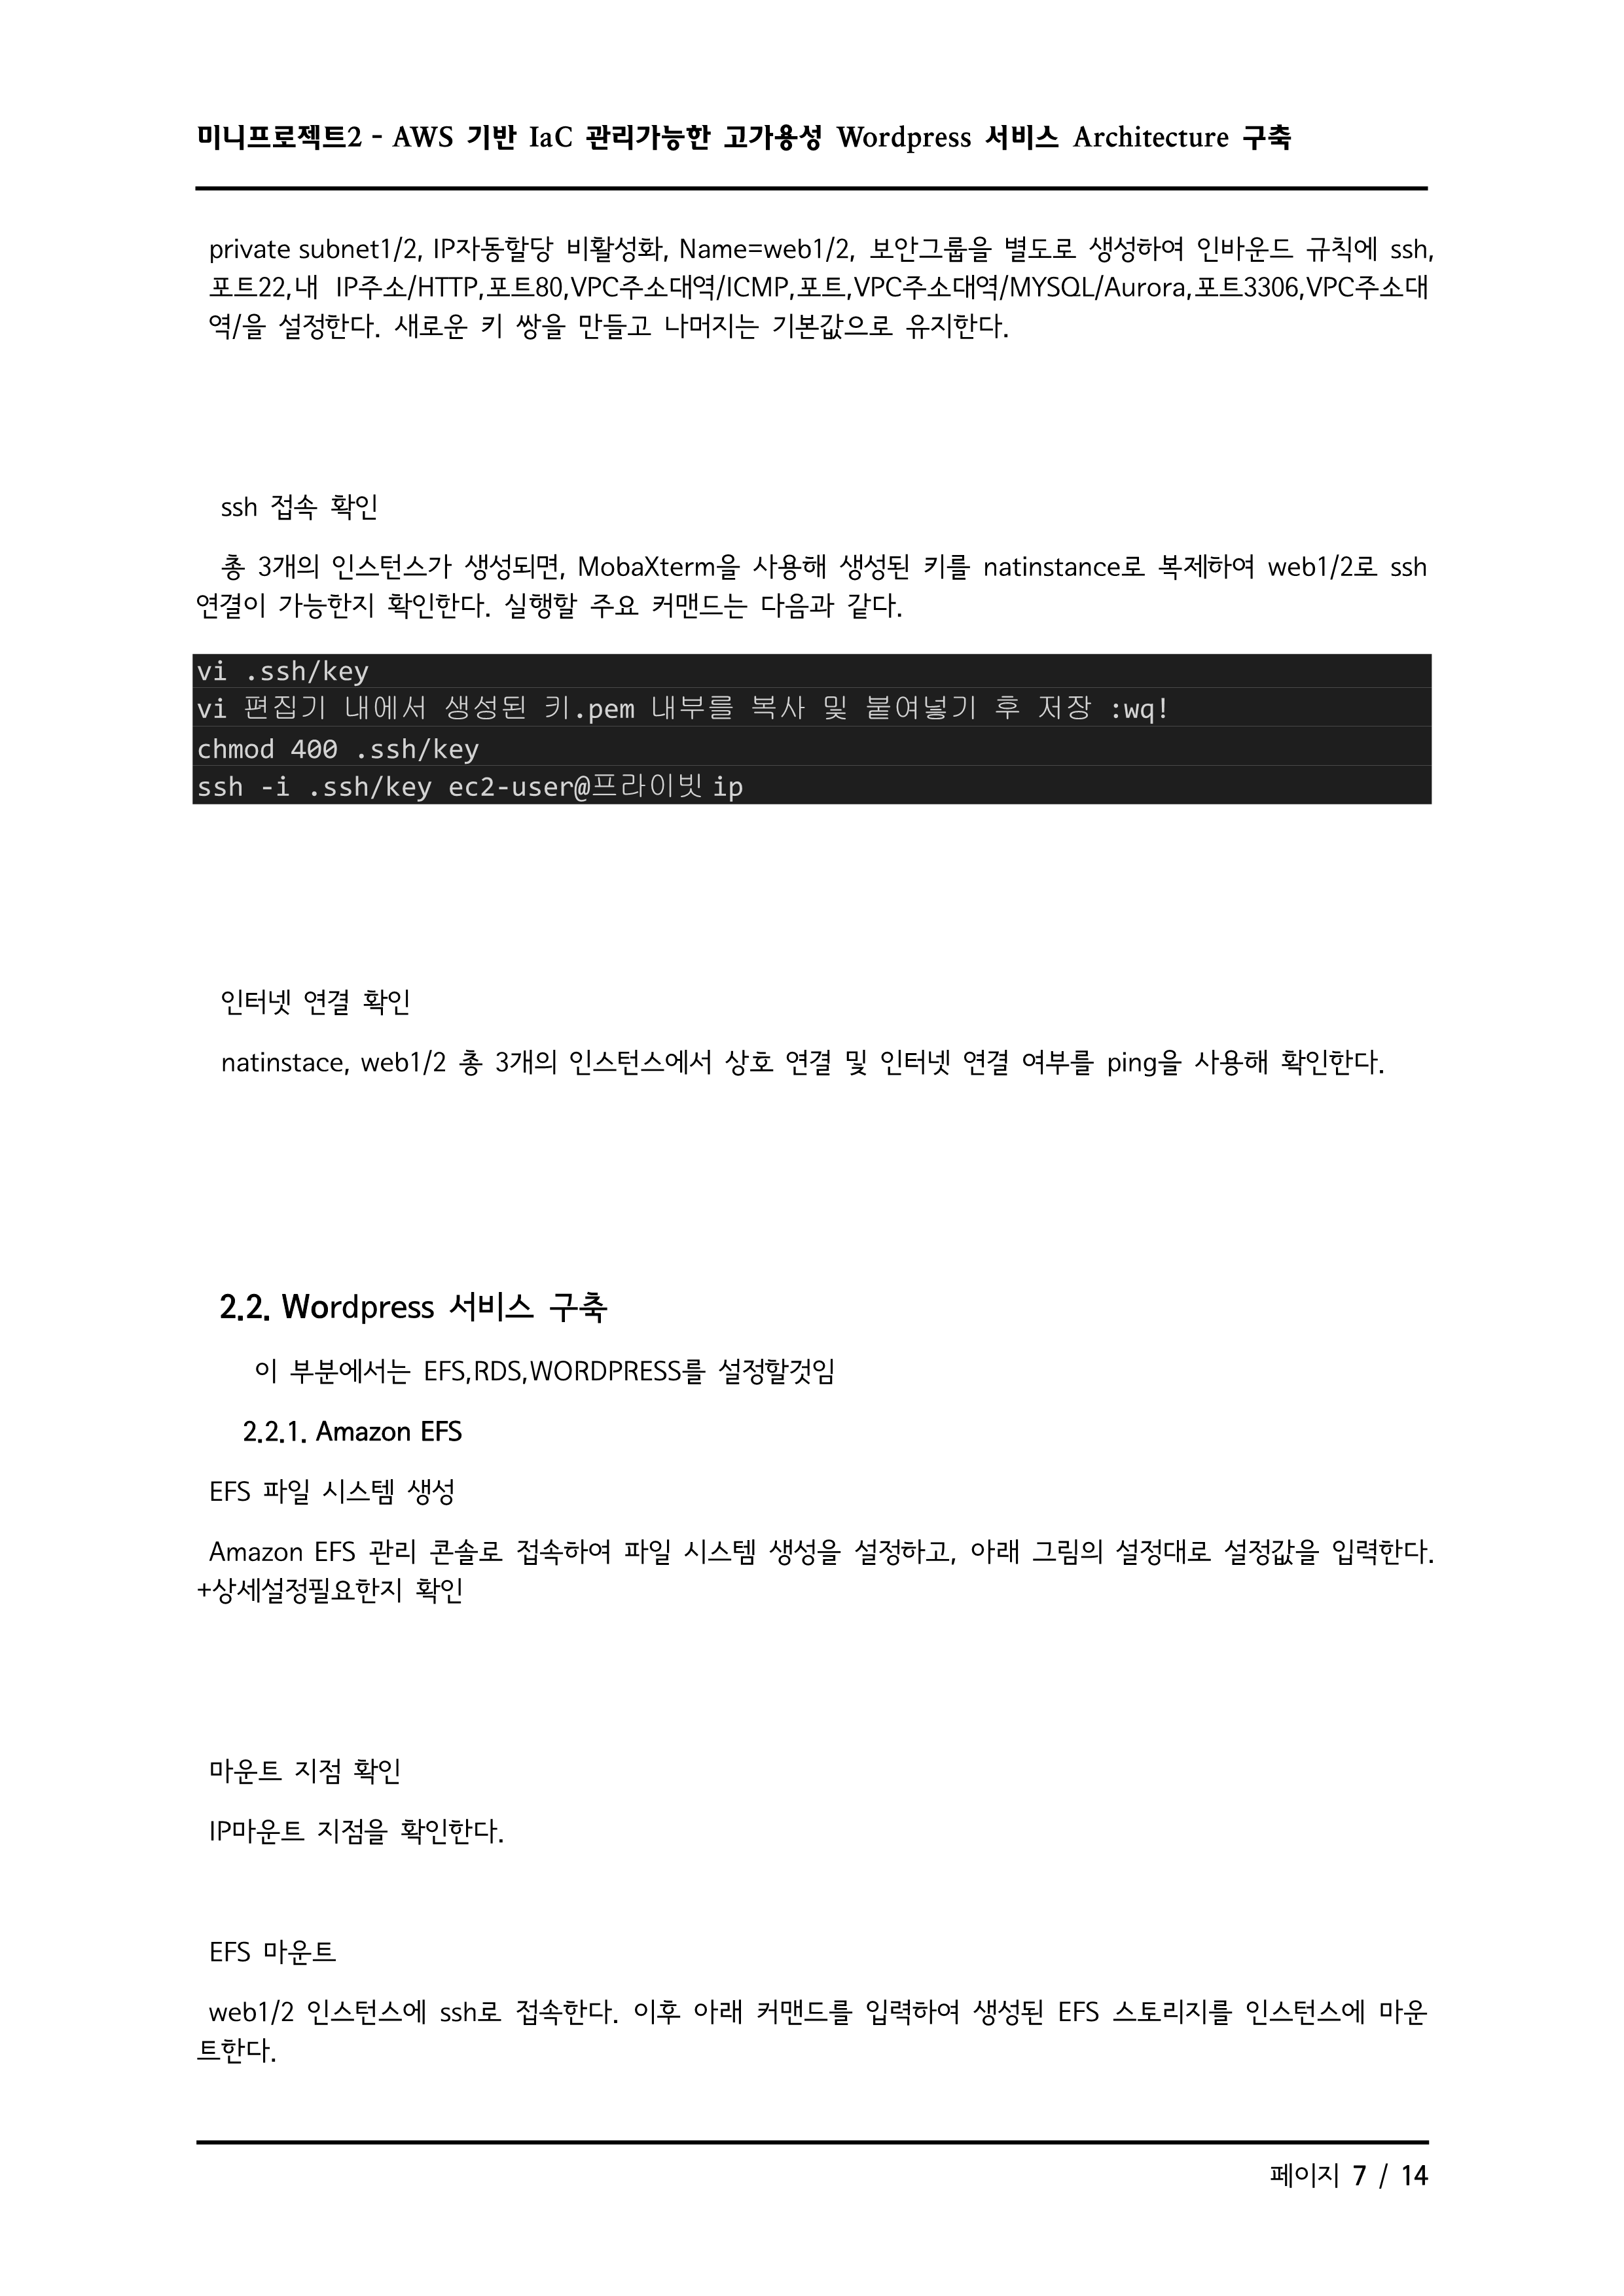 미니프로젝트2 - AWS 기반 IaC 관리가능한 고가용성 Wordpress 서비스 Architecture 구축
private subnet1/2, IP자동할당 비활성화, Name=web1/2, 보안그룹을 별도로 생성하여 인바운드 규칙에 ssh,
포트22,내 IP주소/HTTP,포트80,VPC주소대역/ICMP,포트,VPC주소대역/MYSQL/Aurora,포트3306,VPC주소대
역/을 설정한다. 새로운 키 쌍을 만들고 나머지는 기본값으로 유지한다.
ssh 접속 확인
총 3개의 인스턴스가 생성되면, MobaXterm을 사용해 생성된 키를 natinstance로 복제하여 web1/2로 ssh
연결이 가능한지 확인한다. 실행할 주요 커맨드는 다음과 같다.
vi .ssh/key
vi 편집기 내에서 생성된 키.pem 내부를 복사 및 붙여넣기 후 저장 :wq!
chmod 400 .ssh/key
ssh -i .ssh/key ec2-user@프라이빗 ip
인터넷 연결 확인
natinstace, web1/2 총 3개의 인스턴스에서 상호 연결 및 인터넷 연결 여부를 ping을 사용해 확인한다.
2.2. Wordpress 서비스 구축
이 부분에서는 EFS,RDS,WORDPRESS를 설정할것임
2.2.1. Amazon EFS
EFS 파일 시스템 생성
Amazon EFS 관리 콘솔로 접속하여 파일 시스템 생성을 설정하고, 아래 그림의 설정대로 설정값을 입력한다.
+상세설정필요한지 확인
마운트 지점 확인
IP마운트 지점을 확인한다.
EFS 마운트
web1/2 인스턴스에 ssh로 접속한다. 이후 아래 커맨드를 입력하여 생성된 EFS 스토리지를 인스턴스에 마운
트한다.
페이지 7 / 14